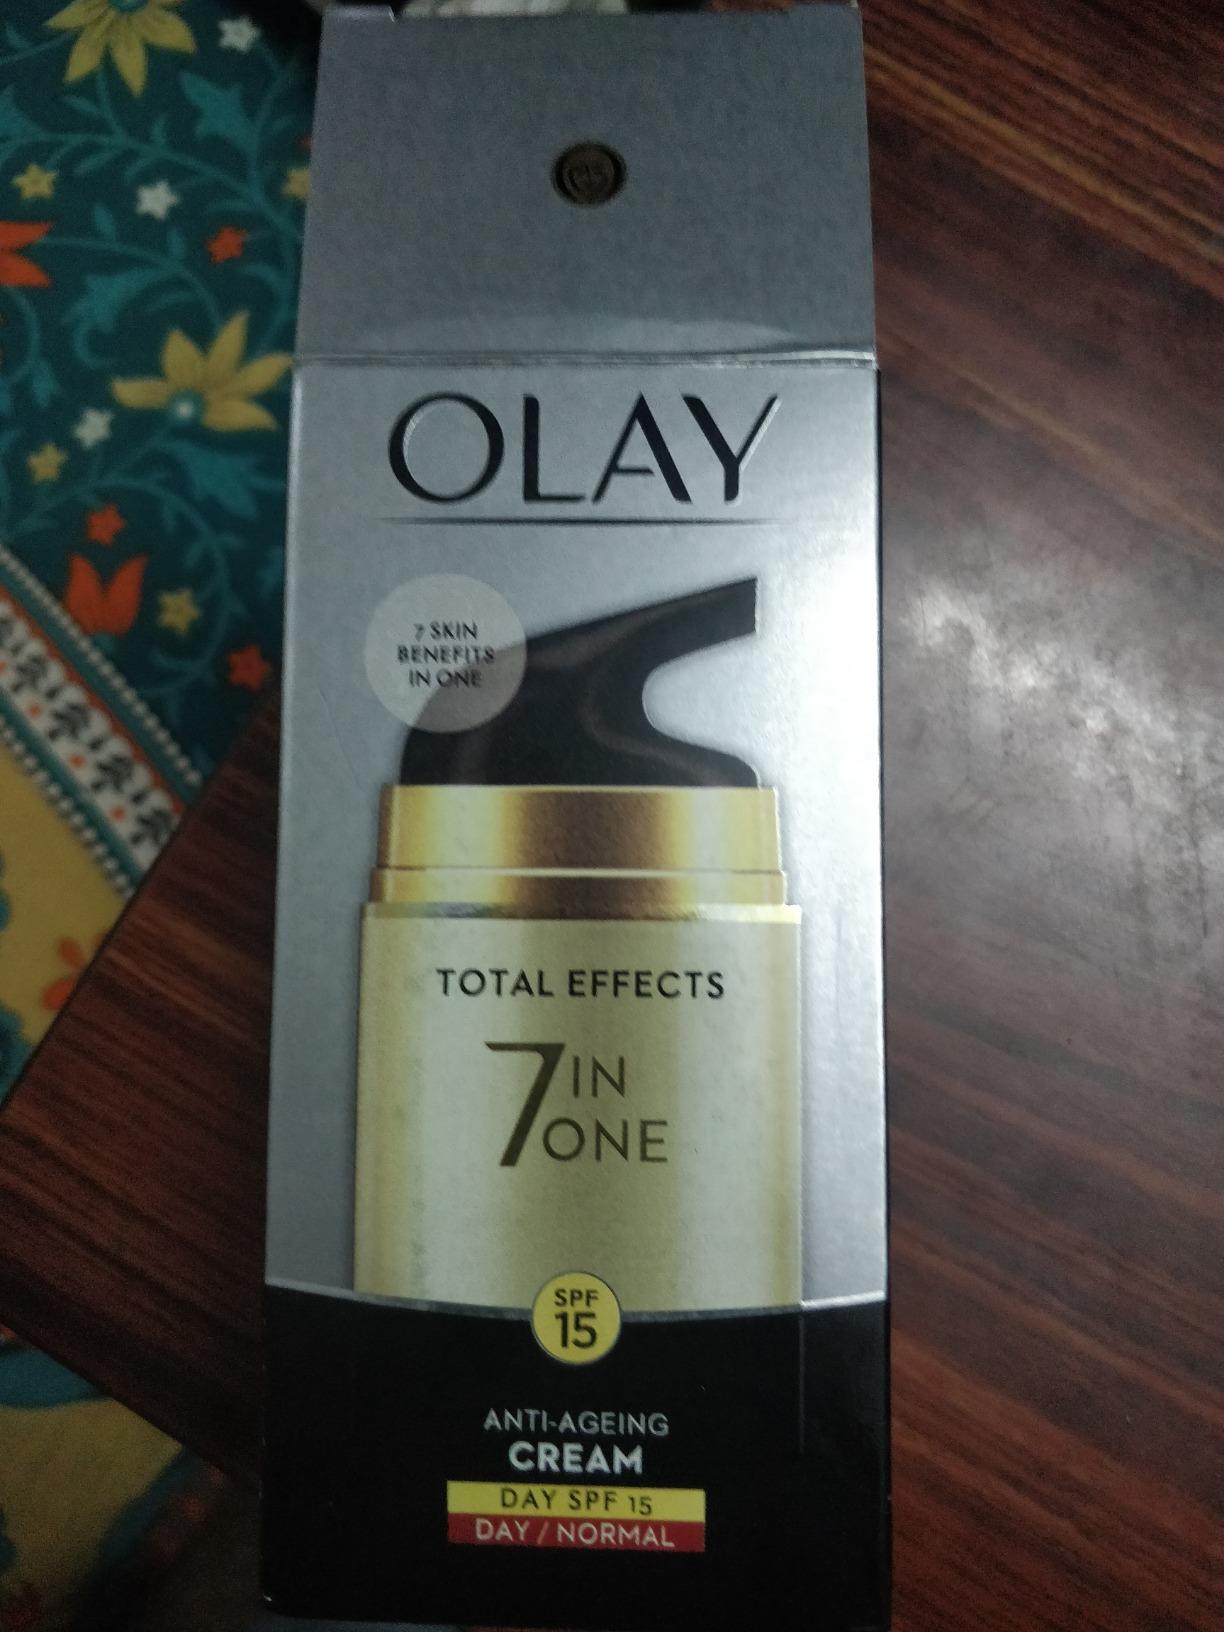 OLAY
7 SKIN
BENEFITS
IN ONE
TOTAL EFFECTS
7 IN
ONE
SPF
15
ANTI-AGEING
CREAM
DAY SPF 15
DAY / NORMAL